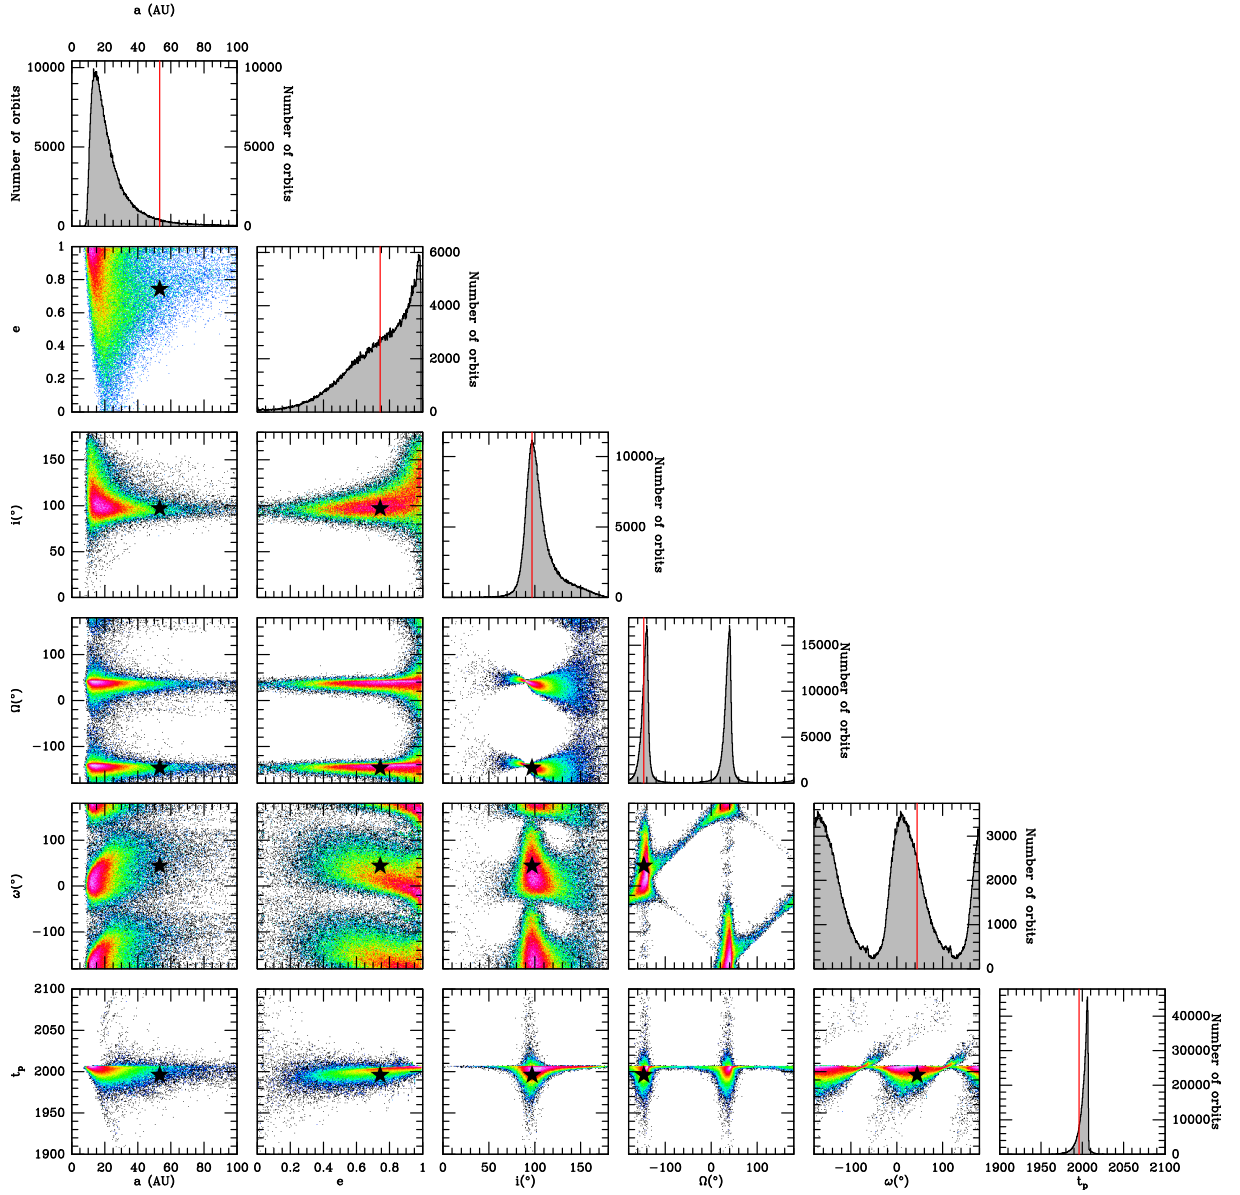 a (AU)
0 20 40 60 80 100
10000 10000
5000 5000
0 0
Number of orbits
Number of orbits
1 6000
0.8
0.6 4000
0.4 2000
0.2
0 0
e
Number of orbits
150 10000
100 5000
50
0 0
i(°)
Number of orbits
100 15000
0 10000
−100 5000
0
Ω(°)
Number of orbits
100 3000
0 2000
−100 1000
0
ω(°)
Number of orbits
2100 40000
2050 30000
2000 20000
1950 10000
1900 0
tp
Number of orbits
0 20 40 60 80 100 0 0.2 0.4 0.6 0.8 1 0 50 100 150 −100 0 100 −100 0 100 1900 1950 2000 2050 2100
a (AU) e i(°) Ω(°) ω(°) tp